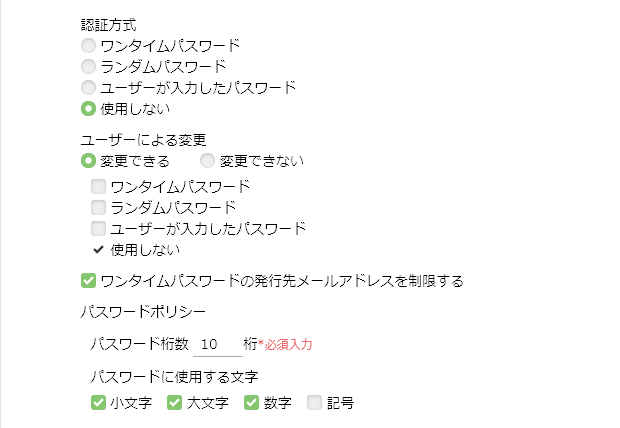 認証方式
ワンタイムパスワード
ランダムパスワード
ユーザーが入力したパスワード
使用しない
ユーザーによる変更
変更できる 変更できない
ワンタイムパスワード
ランダムパスワード
ユーザーが入力したパスワード
使用しない
ワンタイムパスワードの発行先メールアドレスを制限する
パスワードポリシー
パスワード桁数 10 桁*必須入力
パスワードに使用する文字
小文字 大文字 数字 記号